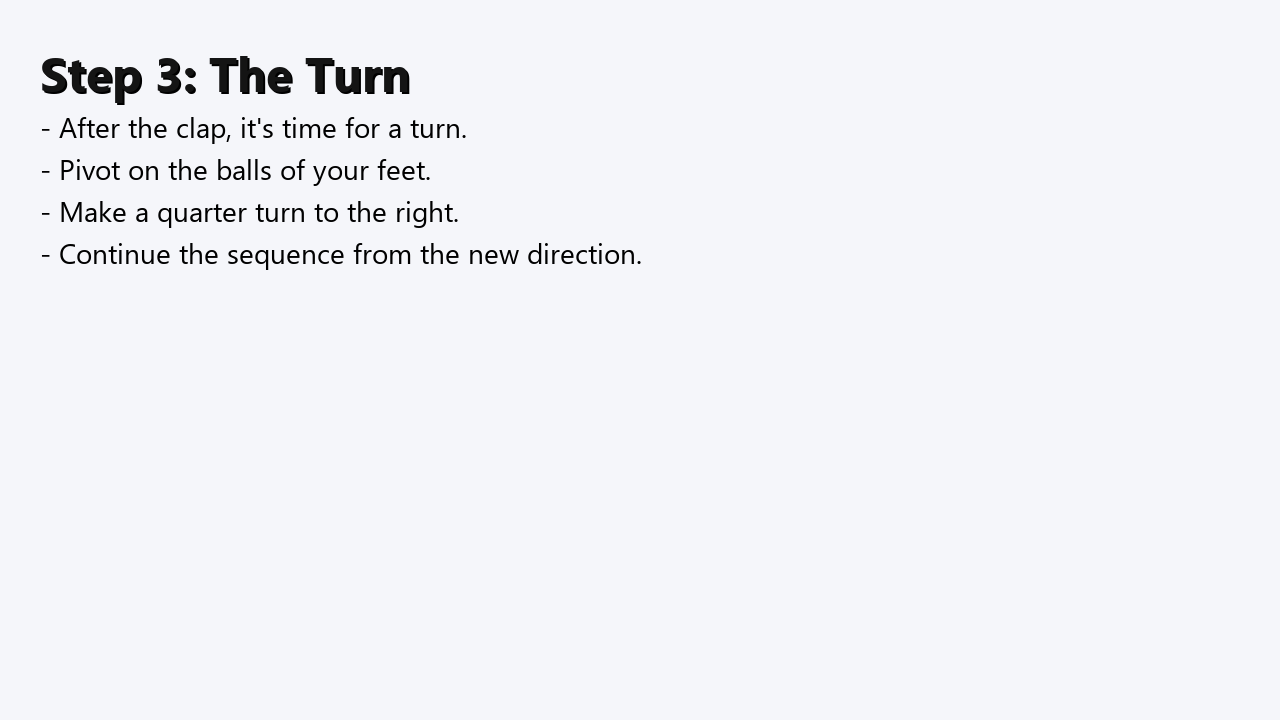 Step 3: The Turn
- After the clap, it's time for a turn.
- Pivot on the balls of your feet.
- Make a quarter turn to the right.
- Continue the sequence from the new direction.